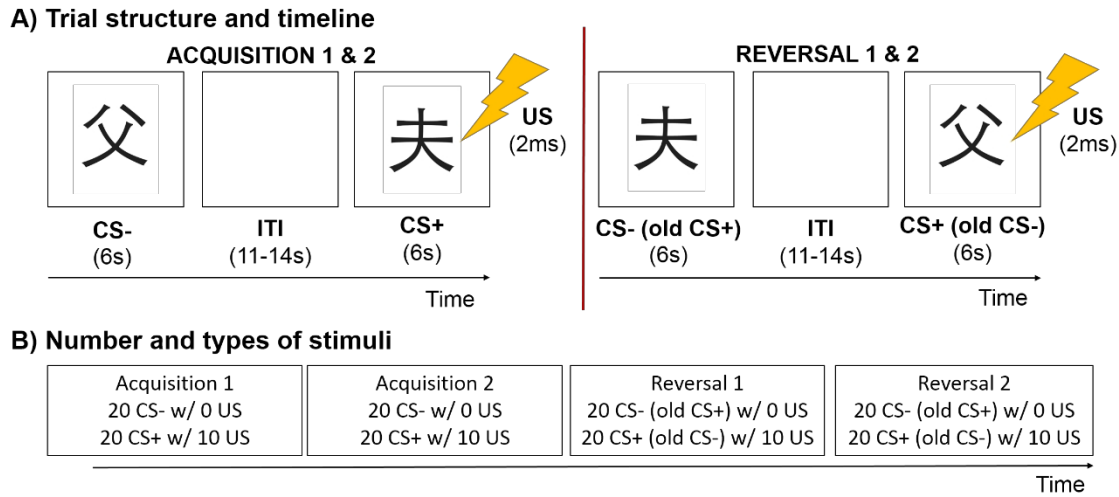 A) Trial structure and timeline
ACQUISITION 1 & 2
父
夫
US
(2ms)
CS-
(6s)
ITI
(11-14s)
CS+
(6s)
Time
REVERSAL 1 & 2
夫
父
US
(2ms)
CS- (old CS+)
(6s)
ITI
(11-14s)
CS+ (old CS-)
(6s)
Time
B) Number and types of stimuli
Acquisition 1
20 CS- w/ 0 US
20 CS+ w/ 10 US
Acquisition 2
20 CS- w/ 0 US
20 CS+ w/ 10 US
Reversal 1
20 CS- (old CS+) w/ 0 US
20 CS+ (old CS-) w/ 10 US
Reversal 2
20 CS- (old CS+) w/ 0 US
20 CS+ (old CS-) w/ 10 US
Time